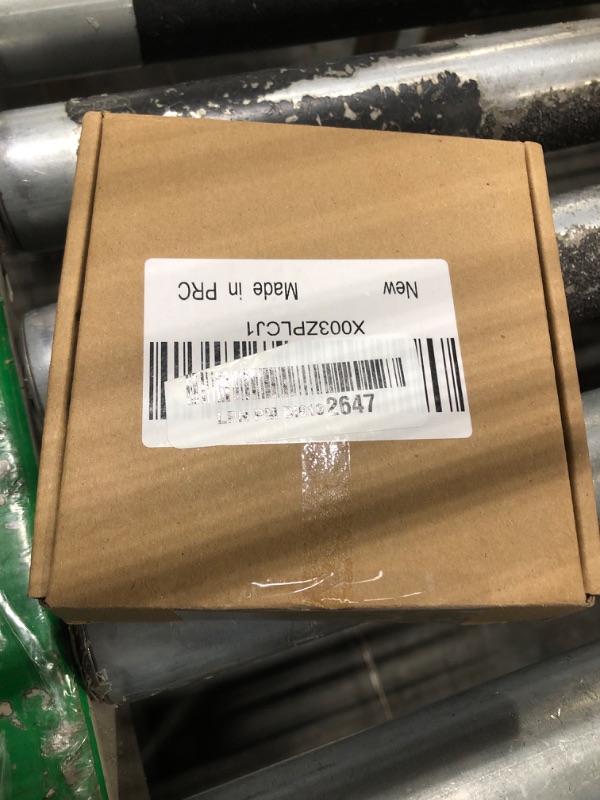 X003ZPLCJ1
New Made in PRC
2647